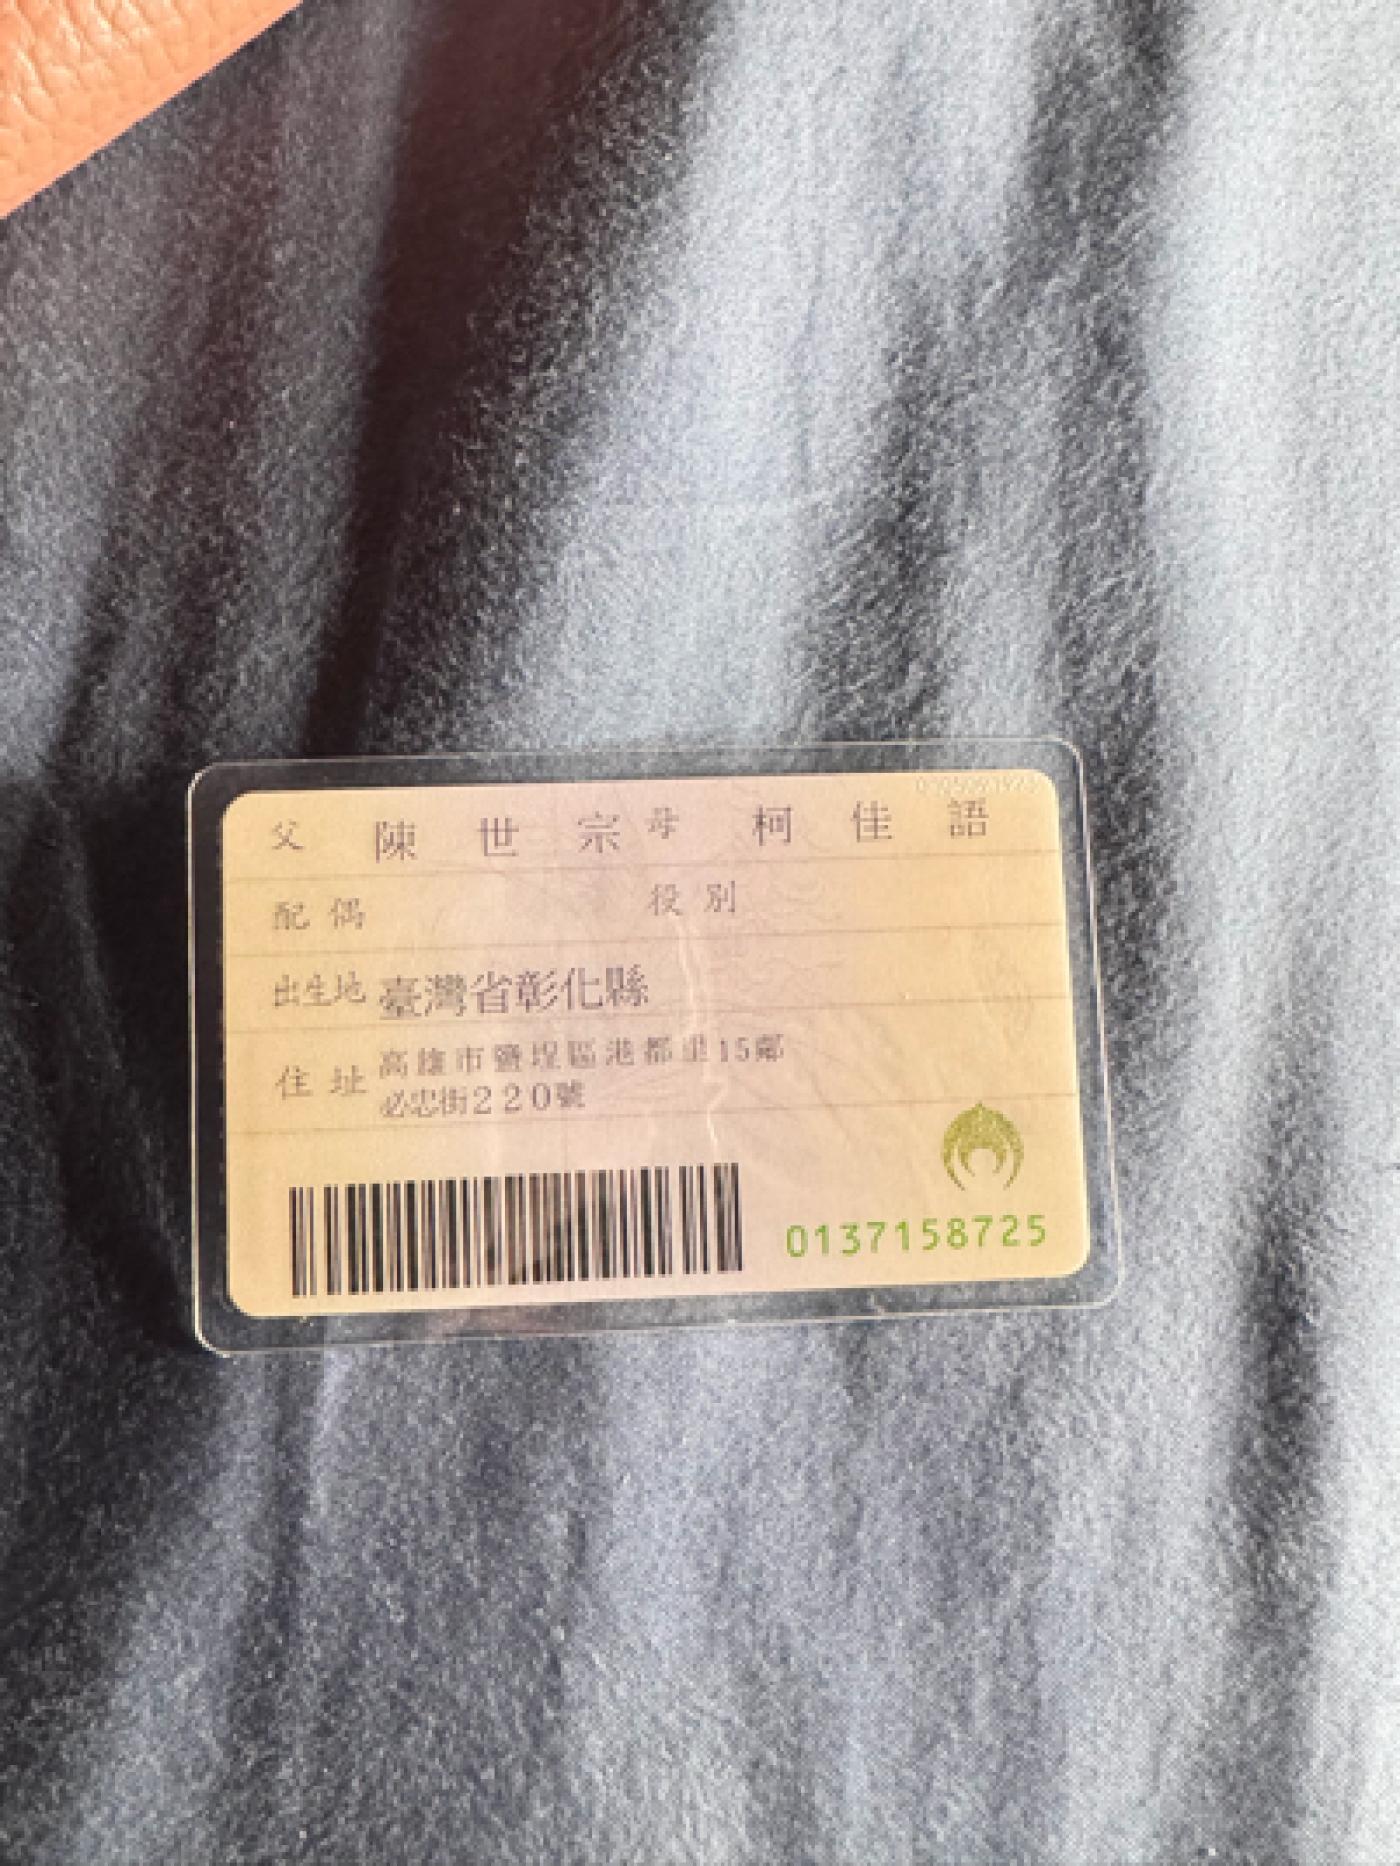 父 陳世宗 母 柯佳語
配偶 役別
出生地 臺灣省彰化縣
住址 高雄市鹽埕區港都里15鄰
必忠街220號
0137158725